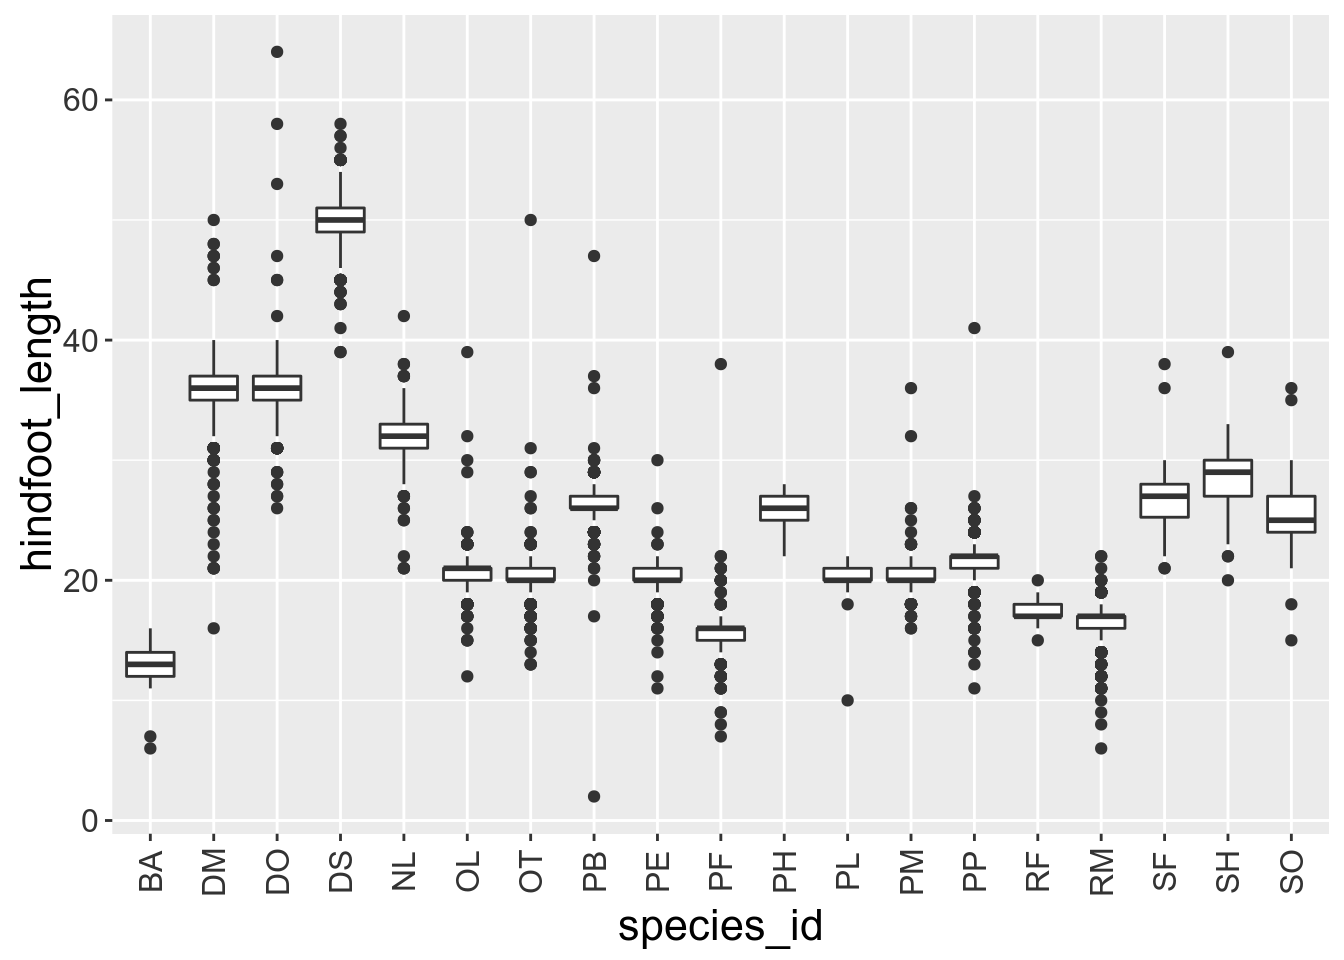 hindfoot_length
60
40
20
0
BA DM DO DS NL OL OT PB PE PF PH PL PM PP RF RM SF SH SO
species_id